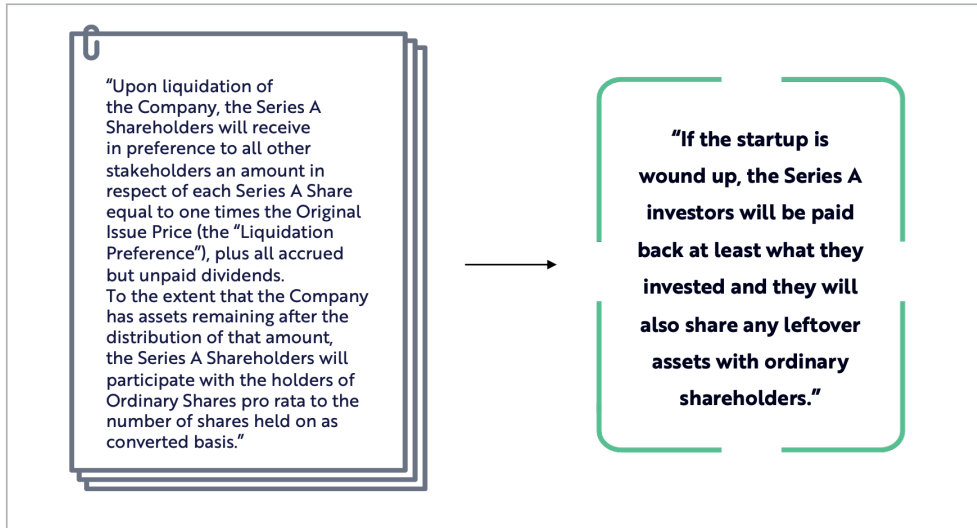 “Upon liquidation of
the Company, the Series A
Shareholders will receive
in preference to all other
stakeholders an amount in
respect of each Series A Share
equal to one times the Original
Issue Price (the “Liquidation
Preference”), plus all accrued
but unpaid dividends.
To the extent that the Company
has assets remaining after the
distribution of that amount,
the Series A Shareholders will
participate with the holders of
Ordinary Shares pro rata to the
number of shares held on as
converted basis.”
“If the startup is
wound up, the Series A
investors will be paid
back at least what they
invested and they will
also share any leftover
assets with ordinary
shareholders.”